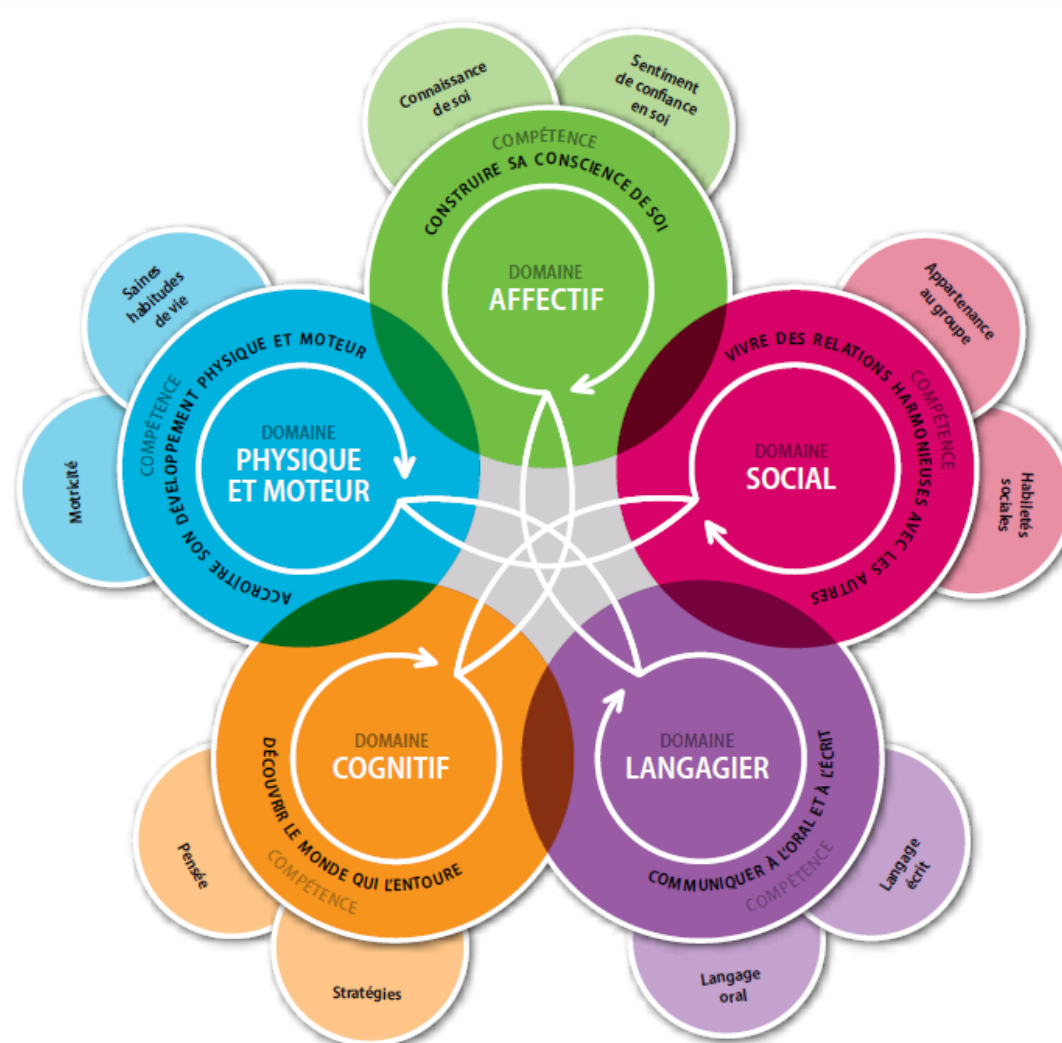 Connaissance
de soi
Sentiment
de confiance
en soi
COMPÉTENCE
CONSTRUIRE SA CONSCIENCE DE SOI
DOMAINE
AFFECTIF
Appartenance
au groupe
Habiletés
sociales
COMPÉTENCE
VIVRE DES RELATIONS HARMONIEUSES AVEC LES AUTRES
DOMAINE
SOCIAL
Langage
écrit
Langage
oral
COMPÉTENCE
COMMUNIQUER À L'ORAL ET À L'ÉCRIT
DOMAINE
LANGAGIER
Stratégies
Pensée
COMPÉTENCE
DÉCOUVRIR LE MONDE QUI L'ENTOURE
DOMAINE
COGNITIF
Motricité
Saines
habitudes
de vie
COMPÉTENCE
ACCROITRE SON DÉVELOPPEMENT PHYSIQUE ET MOTEUR
DOMAINE
PHYSIQUE
ET MOTEUR